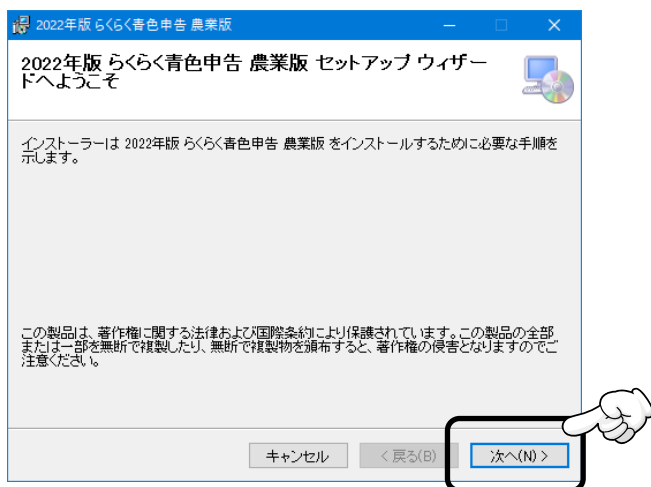 2022年版 らくらく青色申告 農業版
2022年版 らくらく青色申告 農業版 セットアップ ウィザー
ドへようこそ
インストーラーは 2022年版 らくらく青色申告 農業版 をインストールするために必要な手順を
示します。
この製品は、著作権に関する法律および国際条約により保護されています。この製品の全部
または一部を無断で複製したり、無断で複製物を頒布すると、著作権の侵害となりますのでご
注意ください。
キャンセル < 戻る(B) 次へ(N) >